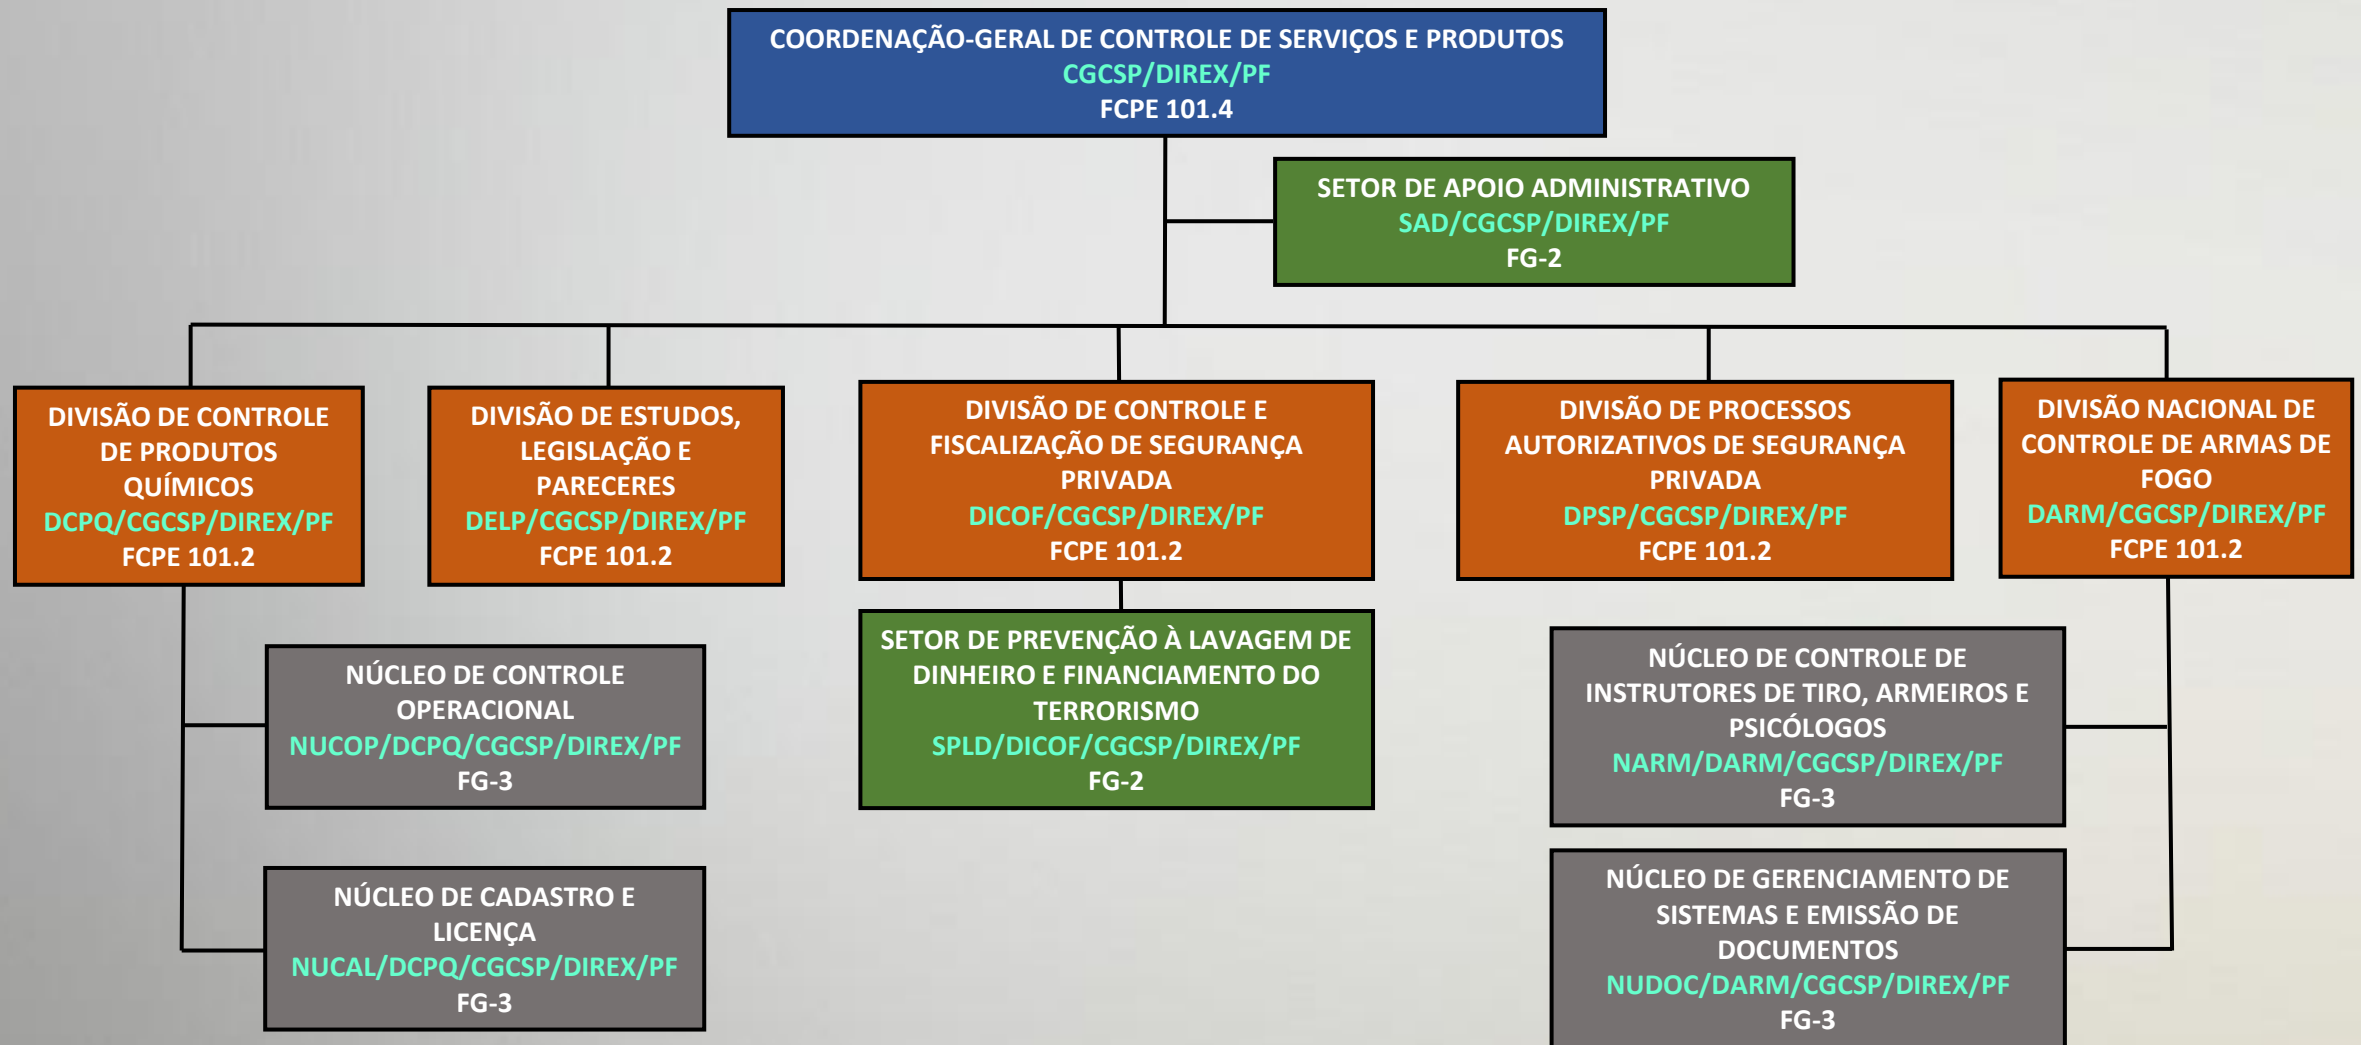 COORDENAÇÃO-GERAL DE CONTROLE DE SERVIÇOS E PRODUTOS
CGCSP/DIREX/PF
FCPE 101.4
SETOR DE APOIO ADMINISTRATIVO
SAD/CGCSP/DIREX/PF
FG-2
DIVISÃO DE CONTROLE
DE PRODUTOS
QUÍMICOS
DCPQ/CGCSP/DIREX/PF
FCPE 101.2
DIVISÃO DE ESTUDOS,
LEGISLAÇÃO E
PARECERES
DELP/CGCSP/DIREX/PF
FCPE 101.2
DIVISÃO DE CONTROLE E
FISCALIZAÇÃO DE SEGURANÇA
PRIVADA
DICOF/CGCSP/DIREX/PF
FCPE 101.2
DIVISÃO DE PROCESSOS
AUTORIZATIVOS DE SEGURANÇA
PRIVADA
DPSP/CGCSP/DIREX/PF
FCPE 101.2
DIVISÃO NACIONAL DE
CONTROLE DE ARMAS DE
FOGO
DARM/CGCSP/DIREX/PF
FCPE 101.2
NÚCLEO DE CONTROLE
OPERACIONAL
NUCOP/DCPQ/CGCSP/DIREX/PF
FG-3
SETOR DE PREVENÇÃO À LAVAGEM DE
DINHEIRO E FINANCIAMENTO DO
TERRORISMO
SPLD/DICOF/CGCSP/DIREX/PF
FG-2
NÚCLEO DE CONTROLE DE
INSTRUTORES DE TIRO, ARMEIROS E
PSICÓLOGOS
NARM/DARM/CGCSP/DIREX/PF
FG-3
NÚCLEO DE CADASTRO E
LICENÇA
NUCAL/DCPQ/CGCSP/DIREX/PF
FG-3
NÚCLEO DE GERENCIAMENTO DE
SISTEMAS E EMISSÃO DE
DOCUMENTOS
NUDOC/DARM/CGCSP/DIREX/PF
FG-3